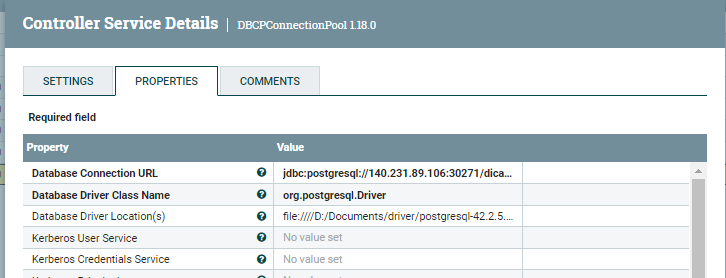 Controller Service Details | DBCPConnectionPool 1.18.0
SETTINGS PROPERTIES COMMENTS
Required field
Property Value
Database Connection URL jdbc:postgresql://140.231.89.106:30271/dica...
Database Driver Class Name org.postgresql.Driver
Database Driver Location(s) file:////D:/Documents/driver/postgresql-42.2.5....
Kerberos User Service No value set
Kerberos Credentials Service No value set